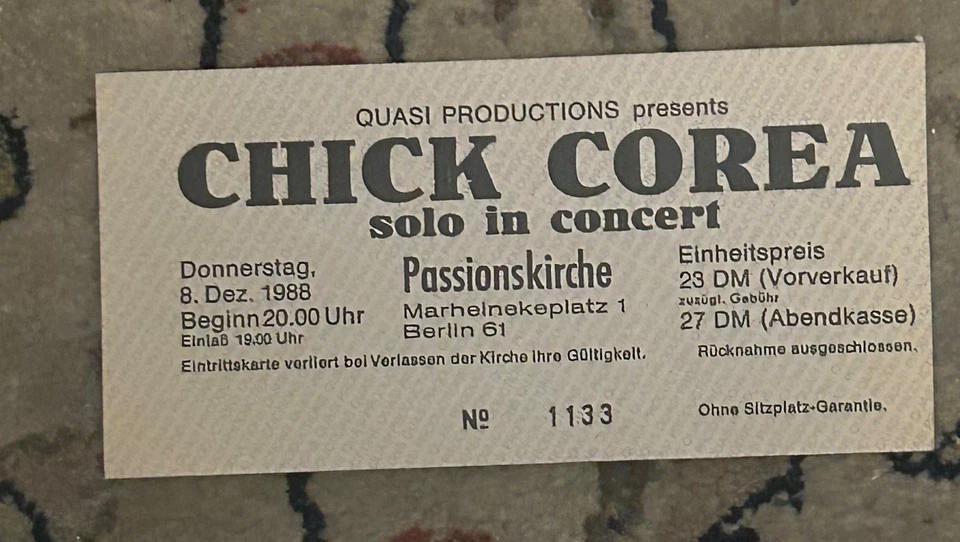 QUASI PRODUCTIONS presents
CHICK COREA
solo in concert
Donnerstag,
8. Dez. 1988
Beginn 20.00 Uhr
Einlaß 19.00 Uhr
Passionskirche
Marheinekeplatz 1
Berlin 61
Einheitspreis
23 DM (Vorverkauf)
zuzügl. Gebühr
27 DM (Abendkasse)
Eintrittskarte verliert bei Verlassen der Kirche ihre Gültigkeit.
Rücknahme ausgeschlossen.
Nº 1133
Ohne Sitzplatz-Garantie.